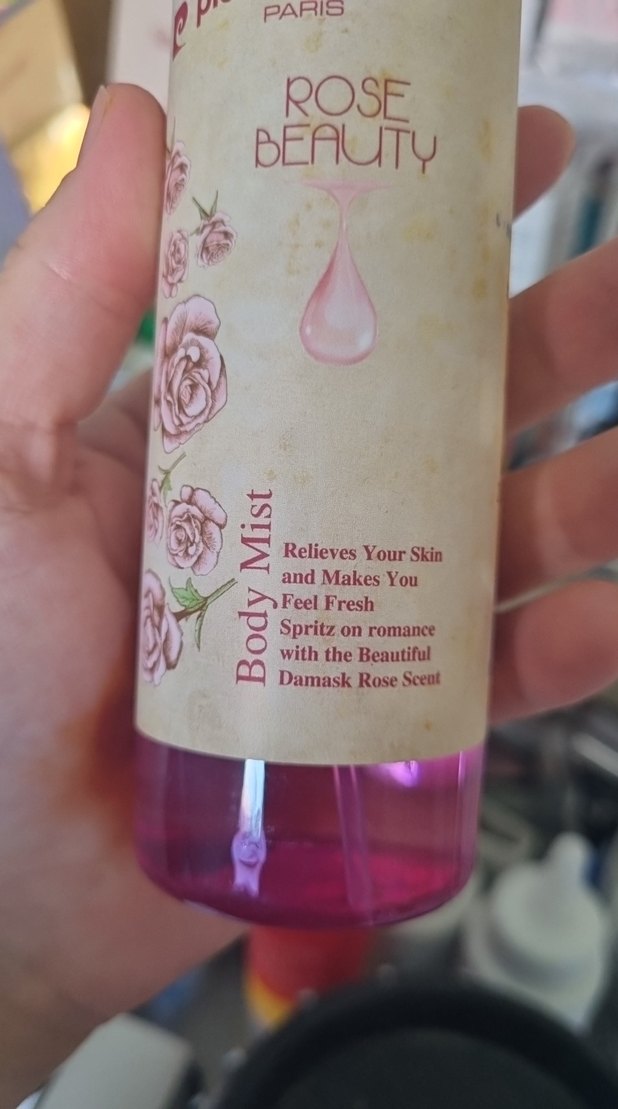 PARIS
ROSE
BEAUTY
Body Mist
Relieves Your Skin
and Makes You
Feel Fresh
Spritz on romance
with the Beautiful
Damask Rose Scent